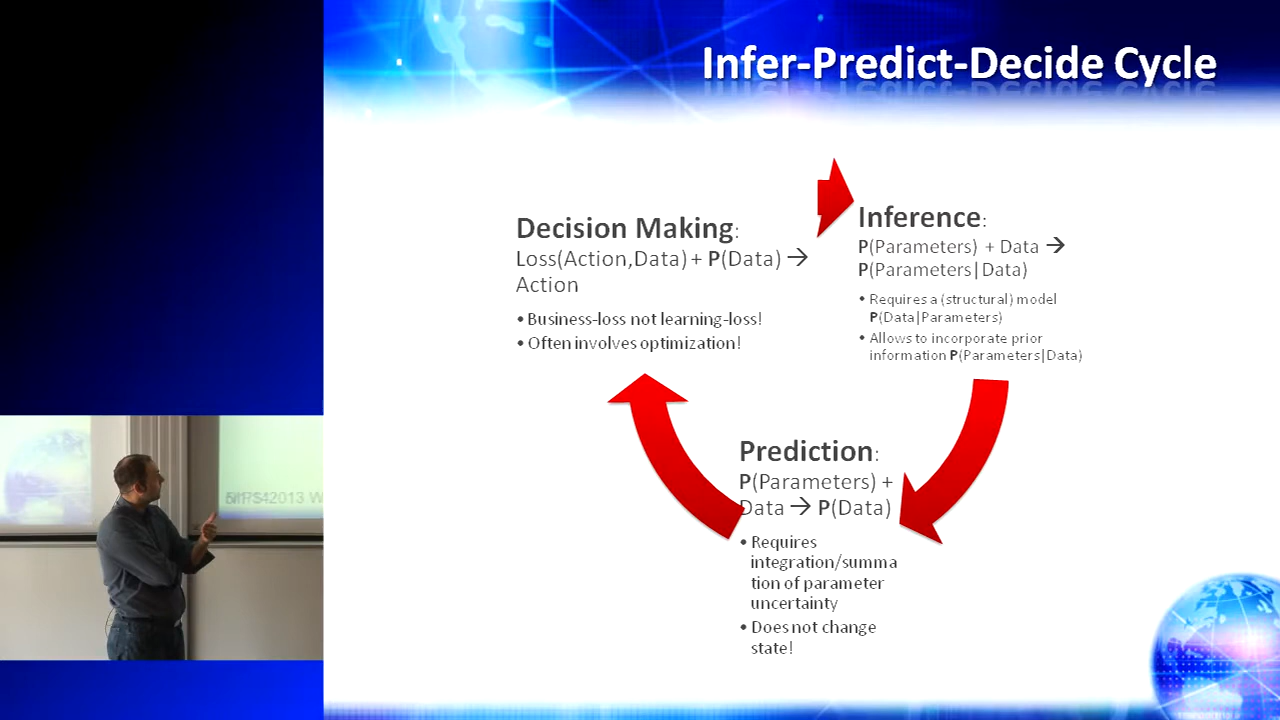 Infer-Predict-Decide Cycle
Decision Making:
Loss(Action,Data) + P(Data) →
Action
• Business-loss not learning-loss!
• Often involves optimization!
Inference:
P(Parameters) + Data →
P(Parameters|Data)
• Requires a (structural) model
P(Data|Parameters)
• Allows to incorporate prior
information P(Parameters|Data)
Prediction:
P(Parameters) +
Data → P(Data)
• Requires
integration/summa
tion of parameter
uncertainty
• Does not change
state!
2013